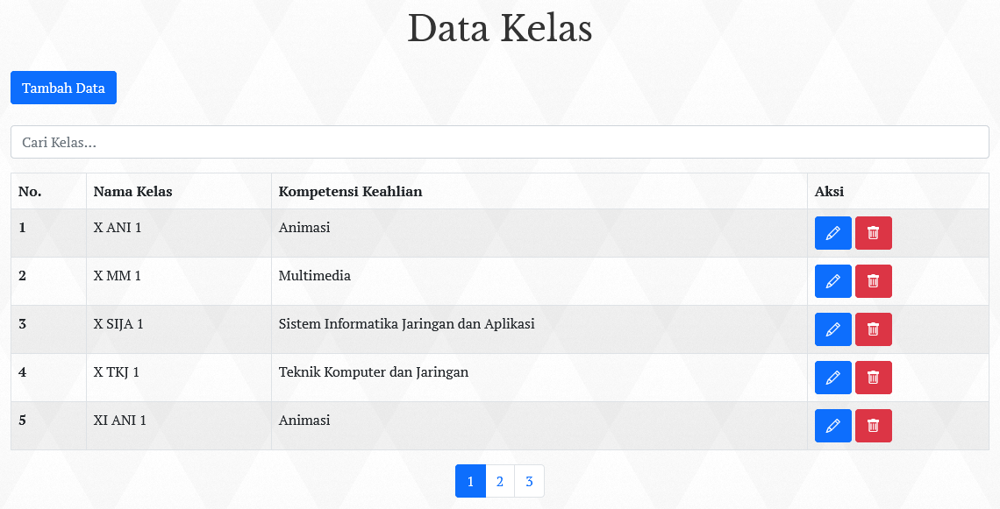 Data Kelas
Tambah Data
Cari Kelas...
No. Nama Kelas Kompetensi Keahlian Aksi
1 X ANI 1 Animasi
2 X MM 1 Multimedia
3 X SIJA 1 Sistem Informatika Jaringan dan Aplikasi
4 X TKJ 1 Teknik Komputer dan Jaringan
5 XI ANI 1 Animasi
1 2 3